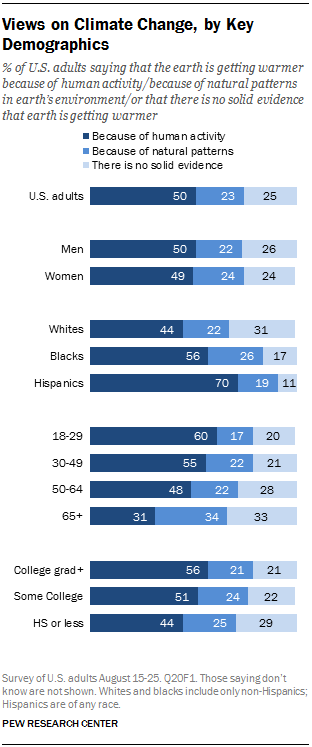 Views on Climate Change, by Key
Demographics
% of U.S. adults saying that the earth is getting warmer
because of human activity/because of natural patterns
in earth's environment/or that there is no solid evidence
that earth is getting warmer
Because of human activity
Because of natural patterns
There is no solid evidence
U.S. adults 50 23 25
Men 50 22 26
Women 49 24 24
Whites 44 22 31
Blacks 56 26 17
Hispanics 70 19 11
18-29 60 17 20
30-49 55 22 21
50-64 48 22 28
65+ 31 34 33
College grad+ 56 21 21
Some College 51 24 22
HS or less 44 25 29
Survey of U.S. adults August 15-25. Q20F1. Those saying don't
know are not shown. Whites and blacks include only non-Hispanics;
Hispanics are of any race.
PEW RESEARCH CENTER